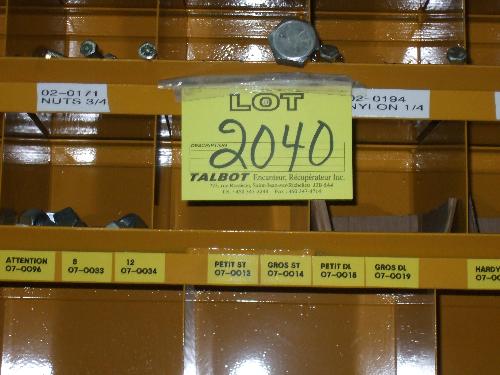 02-0171
NUTS 3/4
LOT
DESCRIPTION
2040
TALBOT Encanteur, Récupérateur Inc.
02-0194
NYLON 1/4
ATTENTION
07-0096
8
07-0033
12
07-0034
PETIT ST
07-0013
GROS ST
07-0014
PETIT DL
07-0018
GROS DL
07-0019
HARDY